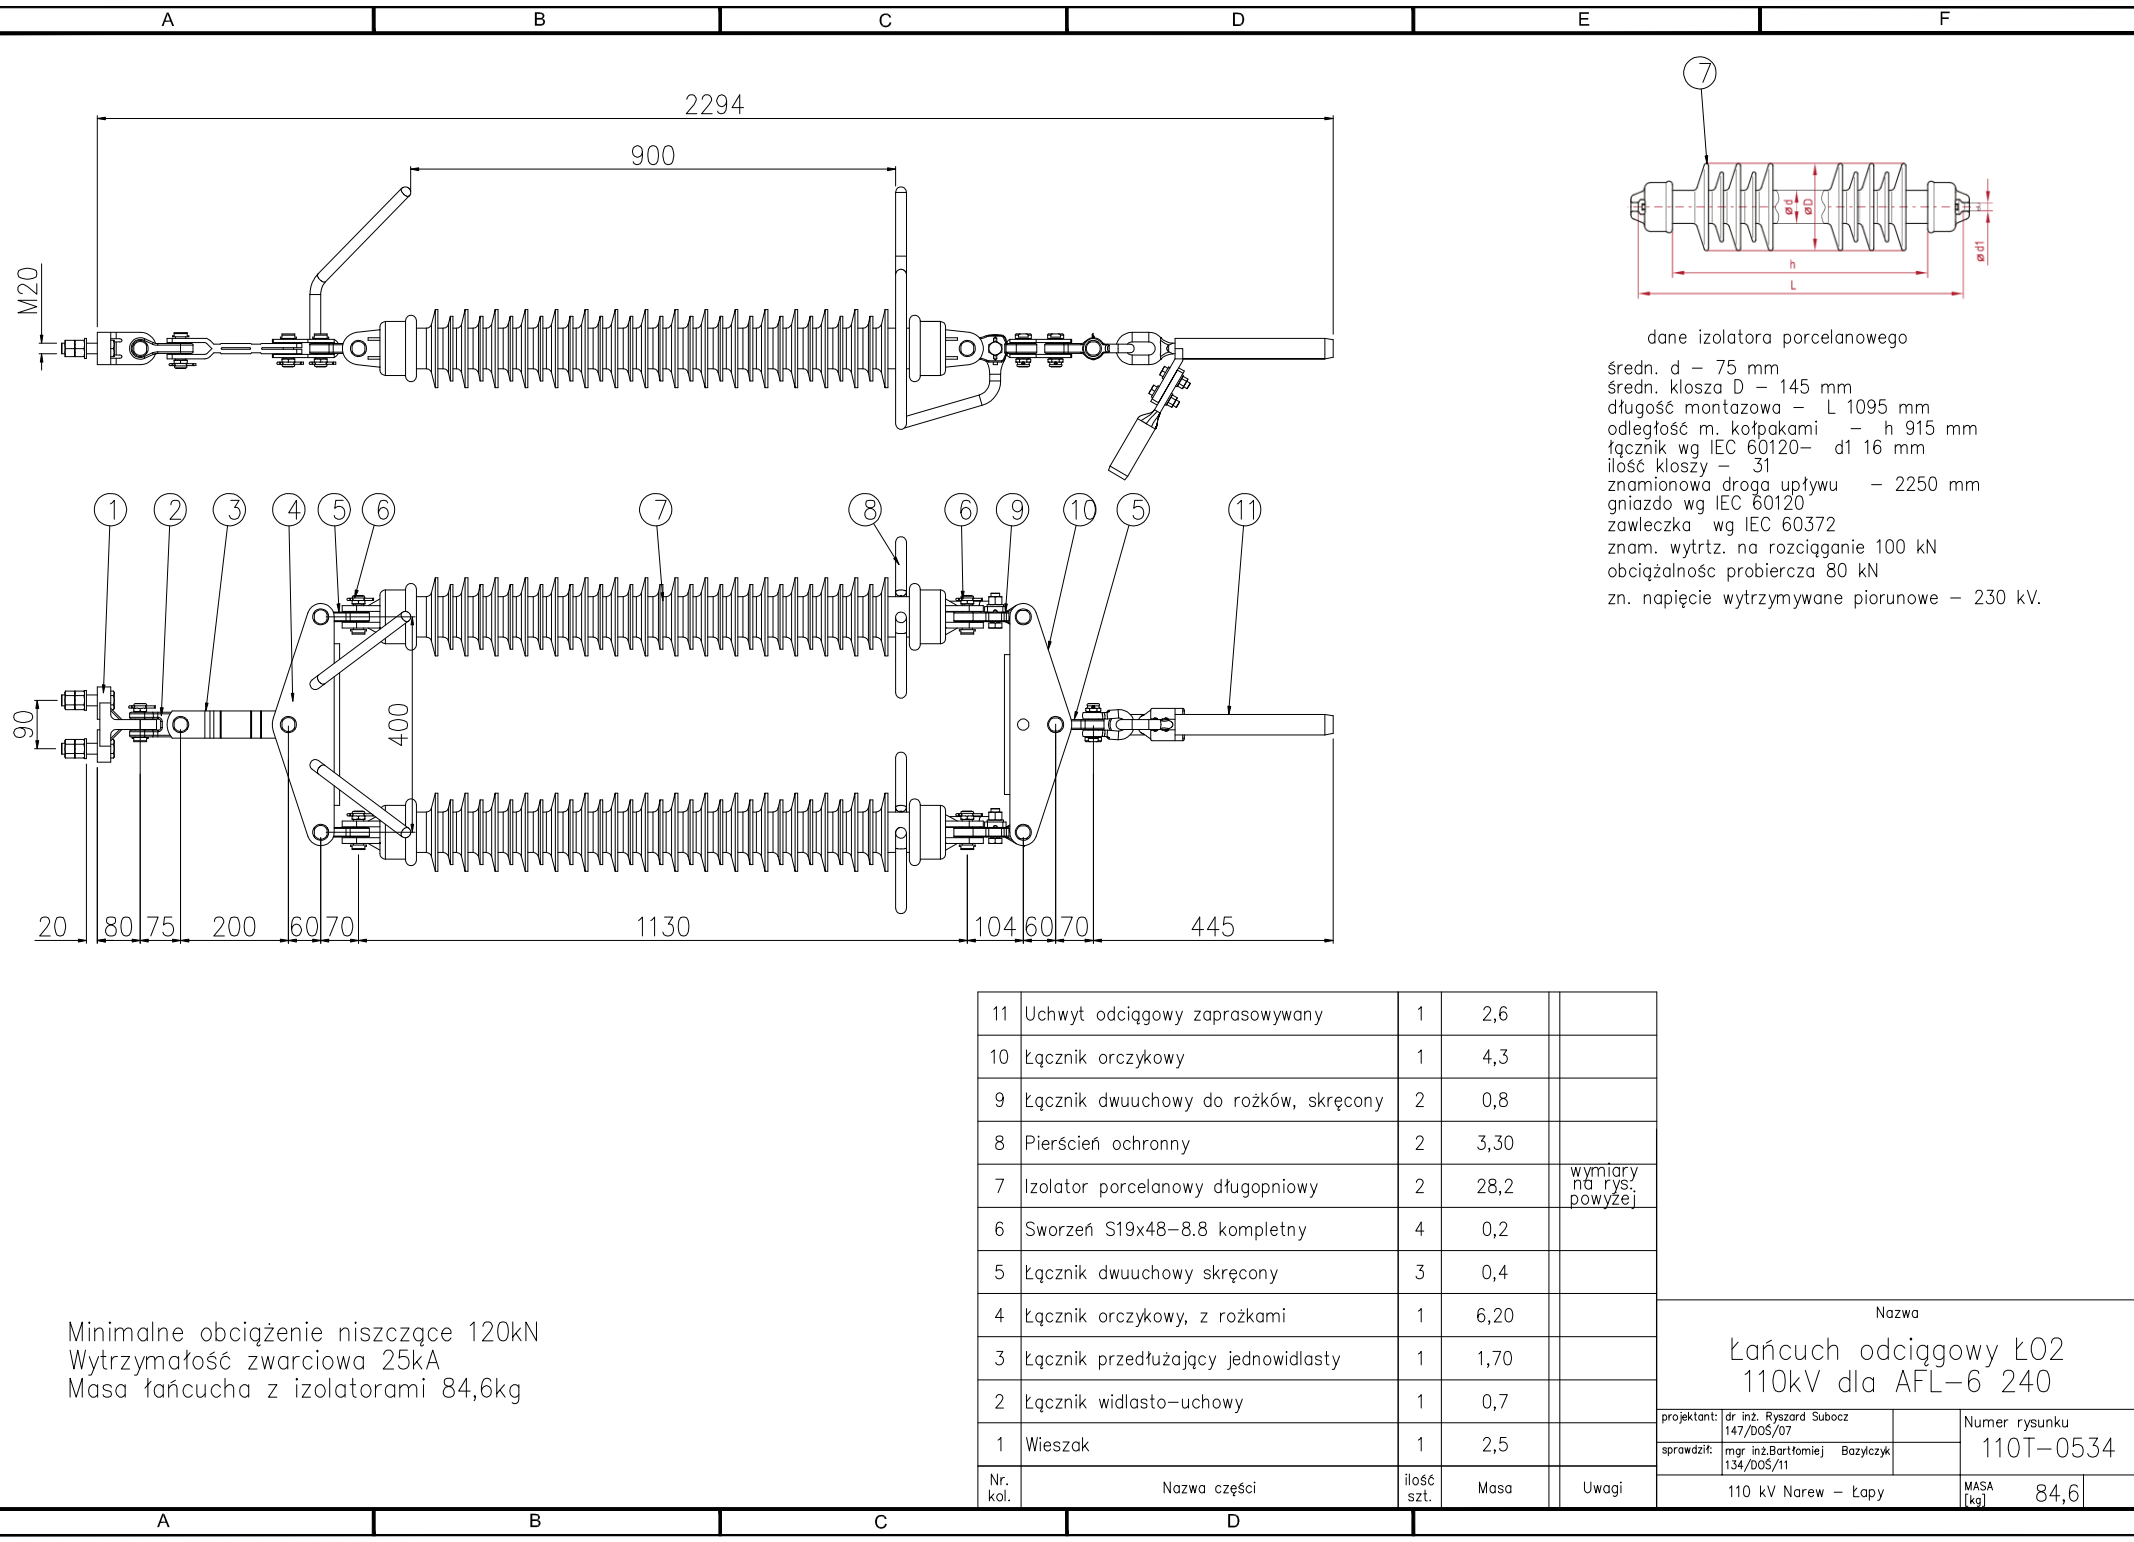 A B C D E F
7
2294
900
M20
ød øD
ød1
h
L
dane izolatora porcelanowego
średn. d – 75 mm
średn. klosza D – 145 mm
długość montazowa – L 1095 mm
odległość m. kołpakami – h 915 mm
łącznik wg IEC 60120– d1 16 mm
ilość kloszy – 31
znamionowa droga upływu – 2250 mm
gniazdo wg IEC 60120
zawleczka wg IEC 60372
znam. wytrtz. na rozciąganie 100 kN
obciążalnośc probiercza 80 kN
zn. napięcie wytrzymywane piorunowe – 230 kV.
1 2 3 4 5 6 7 8 6 9 10 5 11
90
400
20 80 75 200 60 70 1130 104 60 70 445
11 Uchwyt odciągowy zaprasowywany 1 2,6
10 Łącznik orczykowy 1 4,3
9 Łącznik dwuuchowy do rożków, skręcony 2 0,8
8 Pierścień ochronny 2 3,30
7 Izolator porcelanowy długopniowy 2 28,2 wymiary
na rys.
powyżej
6 Sworzeń S19x48–8.8 kompletny 4 0,2
5 Łącznik dwuuchowy skręcony 3 0,4
4 Łącznik orczykowy, z rożkami 1 6,20
3 Łącznik przedłużający jednowidlasty 1 1,70
2 Łącznik widlasto–uchowy 1 0,7
1 Wieszak 1 2,5
Nr. kol. Nazwa części ilość szt. Masa Uwagi
Minimalne obciążenie niszczące 120kN
Wytrzymałość zwarciowa 25kA
Masa łańcucha z izolatorami 84,6kg
Nazwa
Łańcuch odciągowy ŁO2
110kV dla AFL–6 240
projektant: dr inż. Ryszard Subocz
147/DOŚ/07
sprawdził: mgr inż.Bartłomiej Bazylczyk
134/DOŚ/11
Numer rysunku
110T–0534
110 kV Narew – Łapy
MASA
[kg] 84,6
A B C D